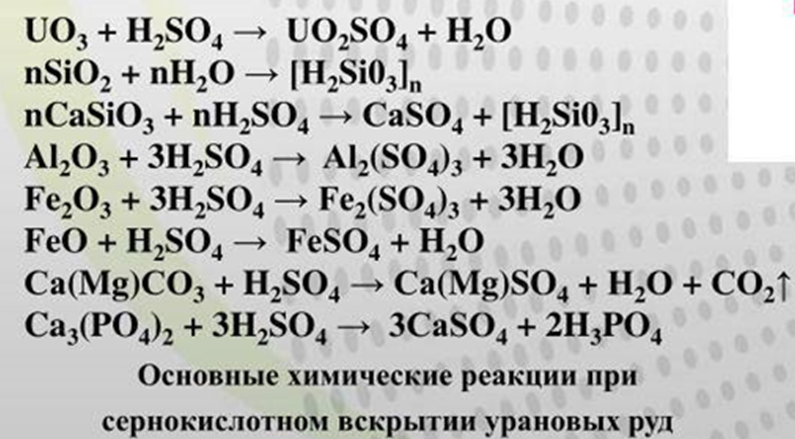 UO₃ + H₂SO₄ → UO₂SO₄ + H₂O
nSiO₂ + nH₂O → [H₂Si0₃]ₙ
nCaSiO₃ + nH₂SO₄ → CaSO₄ + [H₂Si0₃]ₙ
Al₂O₃ + 3H₂SO₄ → Al₂(SO₄)₃ + 3H₂O
Fe₂O₃ + 3H₂SO₄ → Fe₂(SO₄)₃ +3H₂O
FeO + H₂SO₄ → FeSO₄ + H₂O
Ca(Mg)CO₃ + H₂SO₄ → Ca(Mg)SO₄ + H₂O + CO₂↑
Ca₃(PO₄)₂ + 3H₂SO₄ → 3CaSO₄ + 2H₃PO₄
Основные химические реакции при
сернокислотном вскрытии урановых руд